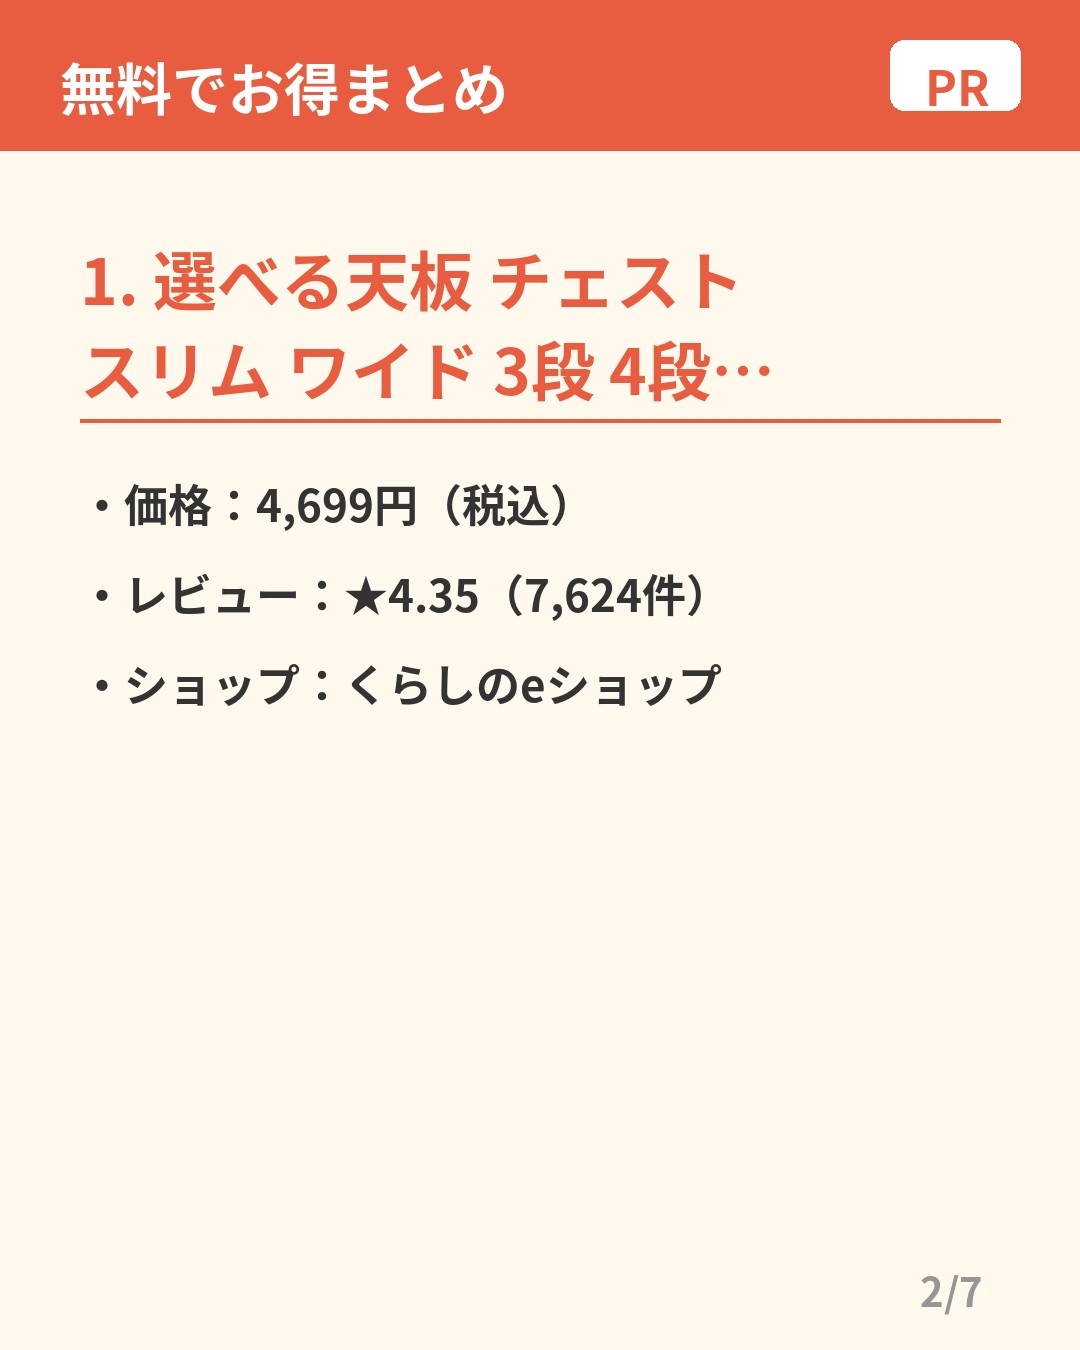 無料でお得まとめ
PR
1. 選べる天板 チェスト
スリム ワイド 3段 4段…
・価格：4,699円（税込）
・レビュー：★4.35（7,624件）
・ショップ：くらしのeショップ
2/7